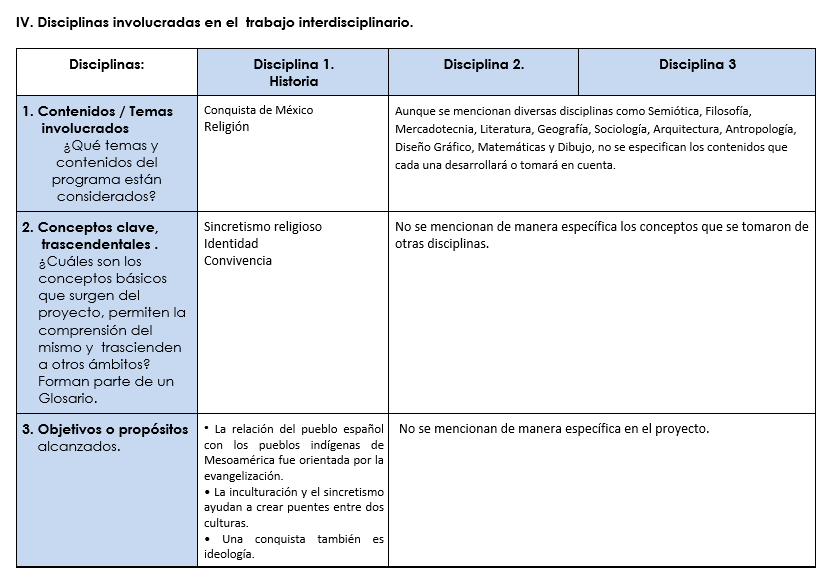 IV. Disciplinas involucradas en el  trabajo interdisciplinario.
Disciplinas:
Disciplina 1.
Historia
Disciplina 2.
Disciplina 3
1. Contenidos / Temas
involucrados
¿Qué temas y
contenidos del
programa están
considerados?
Conquista de México
Religión
Aunque se mencionan diversas disciplinas como Semiótica, Filosofía,
Mercadotecnia, Literatura, Geografía, Sociología, Arquitectura, Antropología,
Diseño Gráfico, Matemáticas y Dibujo, no se especifican los contenidos que
cada una desarrollará o tomará en cuenta.
2. Conceptos clave,
trascendentales .
¿Cuáles son los
conceptos básicos
que surgen del
proyecto, permiten la
comprensión del
mismo y  trascienden
a otros ámbitos?
Forman parte de un
Glosario.
Sincretismo religioso
Identidad
Convivencia
No se mencionan de manera específica los conceptos que se tomaron de
otras disciplinas.
3. Objetivos o propósitos
alcanzados.
• La relación del pueblo español
con los pueblos indígenas de
Mesoamérica fue orientada por la
evangelización.
• La inculturación y el sincretismo
ayudan a crear puentes entre dos
culturas.
• Una conquista también es
ideología.
No se mencionan de manera específica en el proyecto.